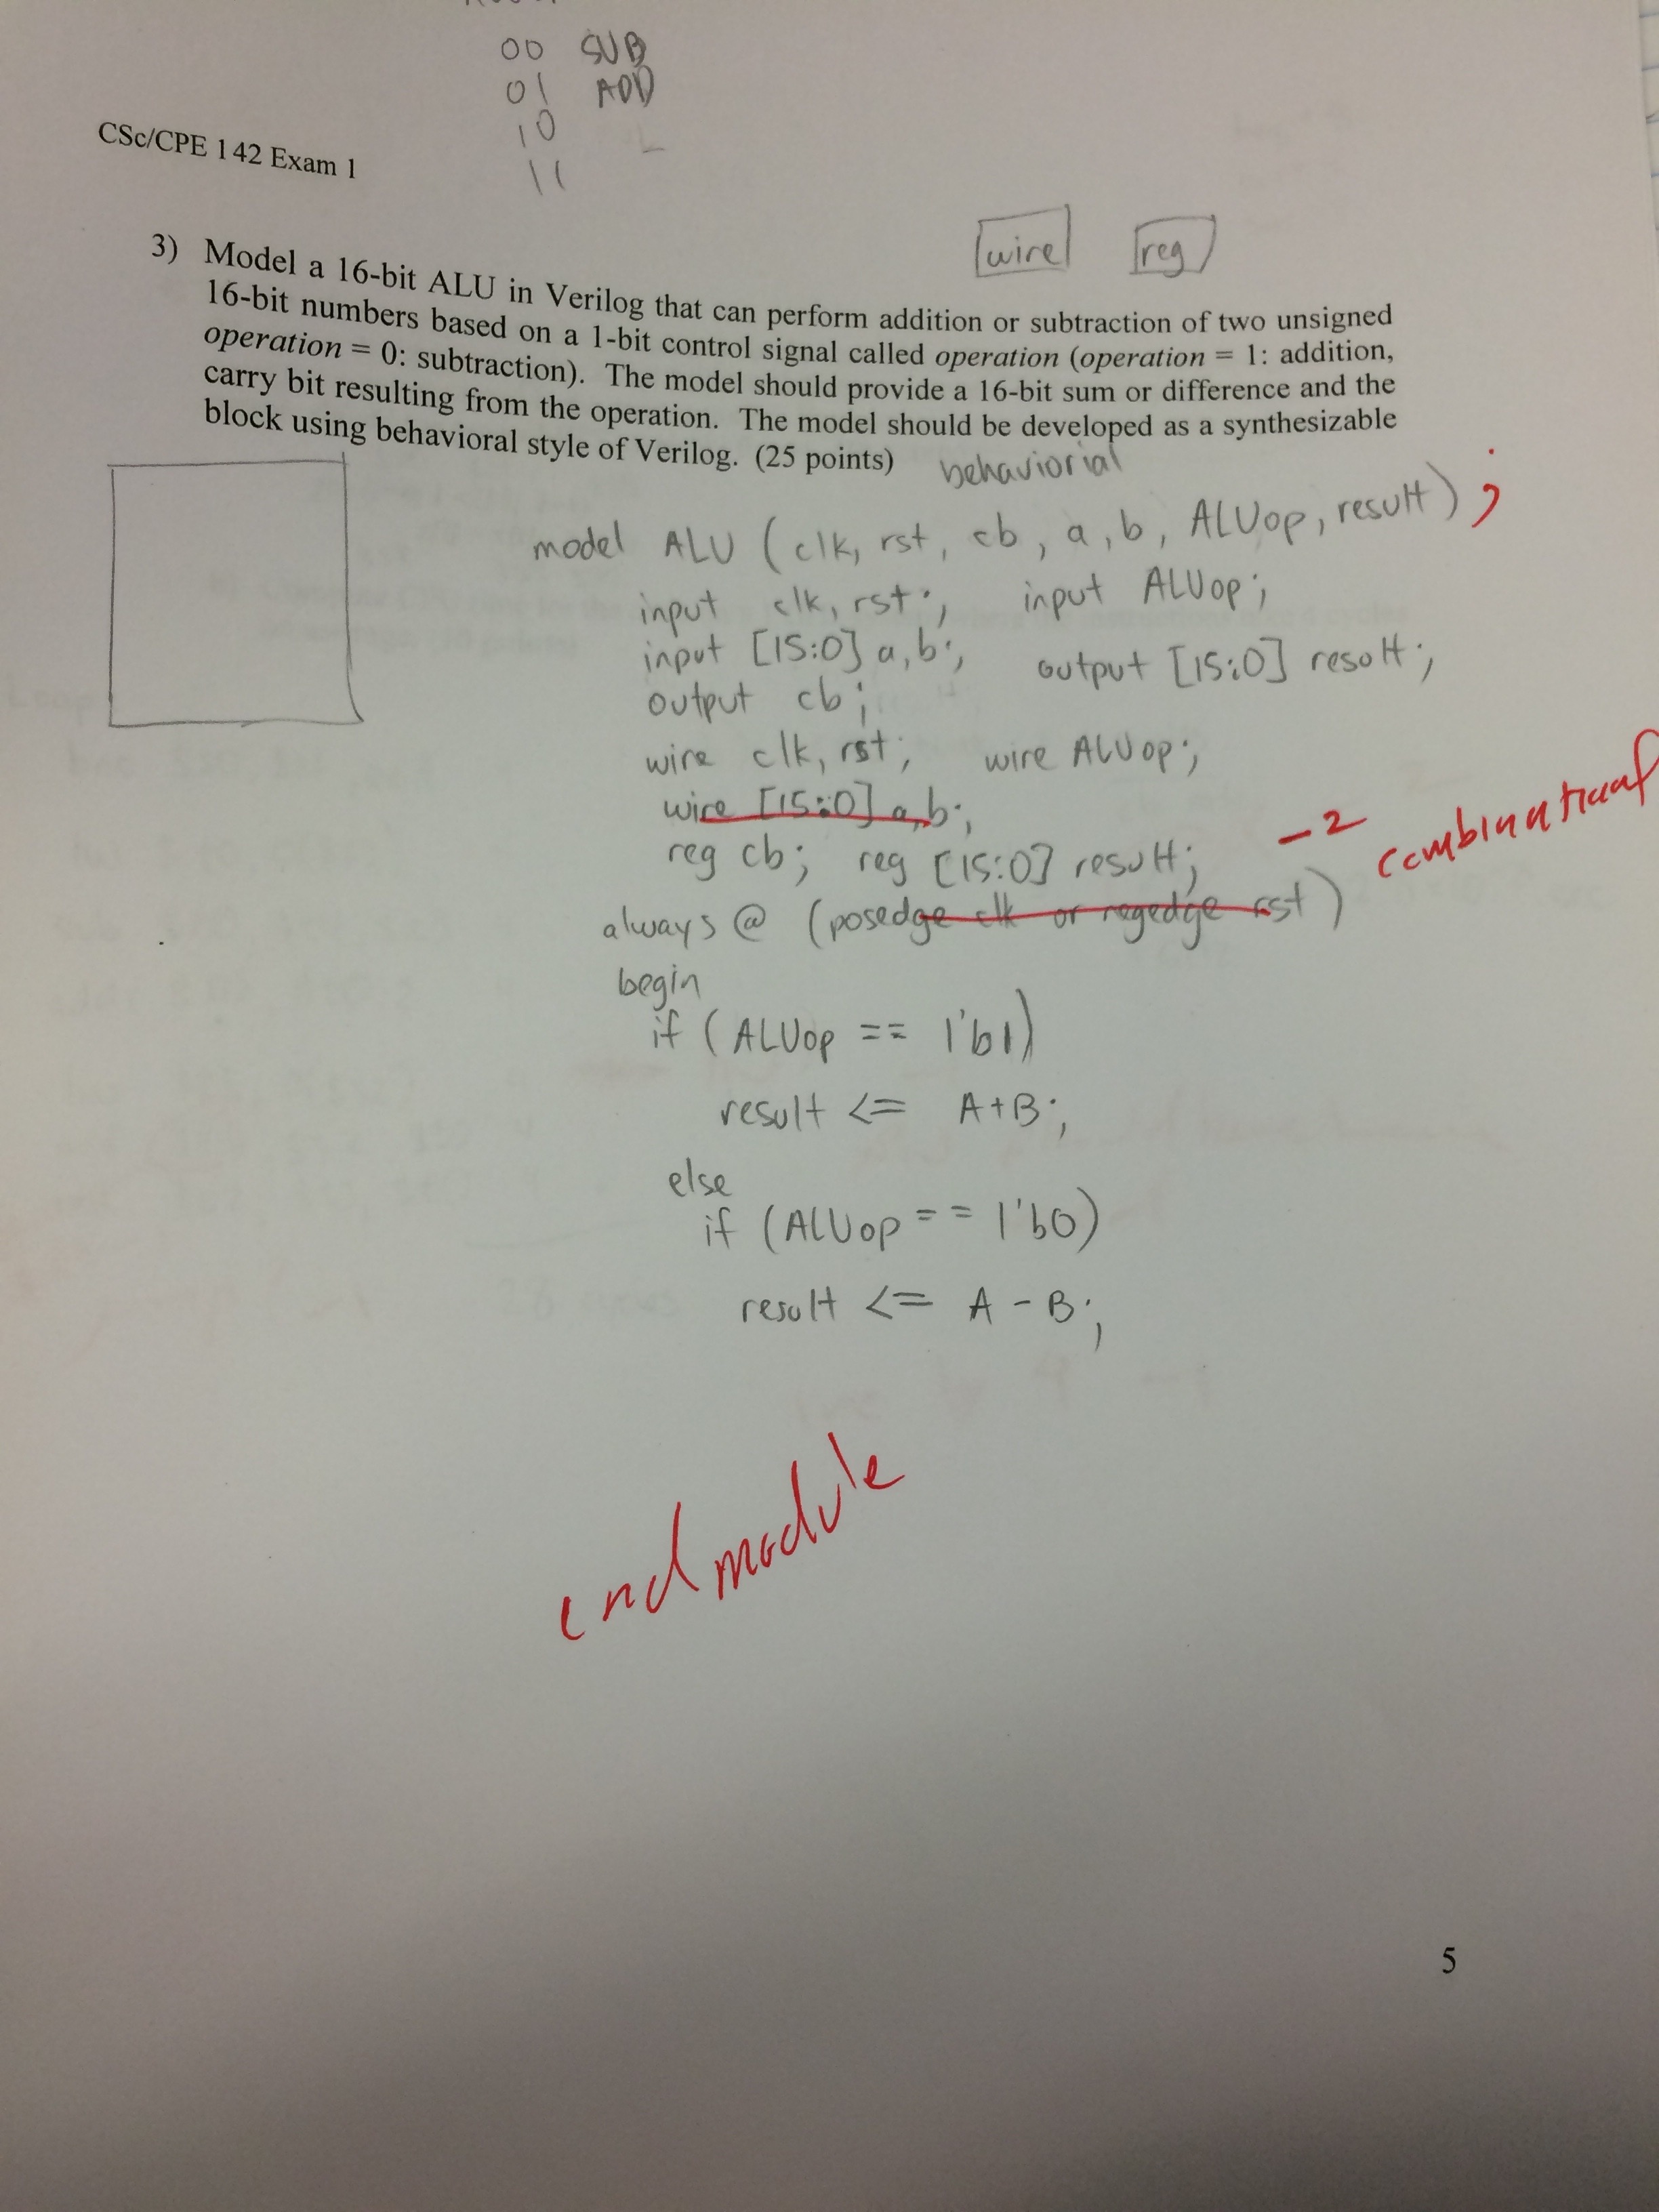 00 SUB
01 ADD
10
11
CSc/CPE 142 Exam 1
wire reg
3) Model a 16-bit ALU in Verilog that can perform addition or subtraction of two unsigned
16-bit numbers based on a 1-bit control signal called operation (operation = 1: addition,
operation = 0: subtraction). The model should provide a 16-bit sum or difference and the
carry bit resulting from the operation. The model should be developed as a synthesizable
block using behavioral style of Verilog. (25 points)
behaviorial
model ALU (clk, rst, cb, a, b, ALUop, result) ;
input clk, rst; input ALUop;
input [15:0] a,b; output [15:0] result;
output cb;
wire clk, rst; wire ALUop;
wire [15:0] a,b;
reg cb; reg [15:0] result;
-2 combinational
always @ (posedge clk or regedge rst)
begin
if (ALUop == 1'b1)
result <= A+B;
else
if (ALUop == 1'b0)
result <= A - B;
endmodule
5